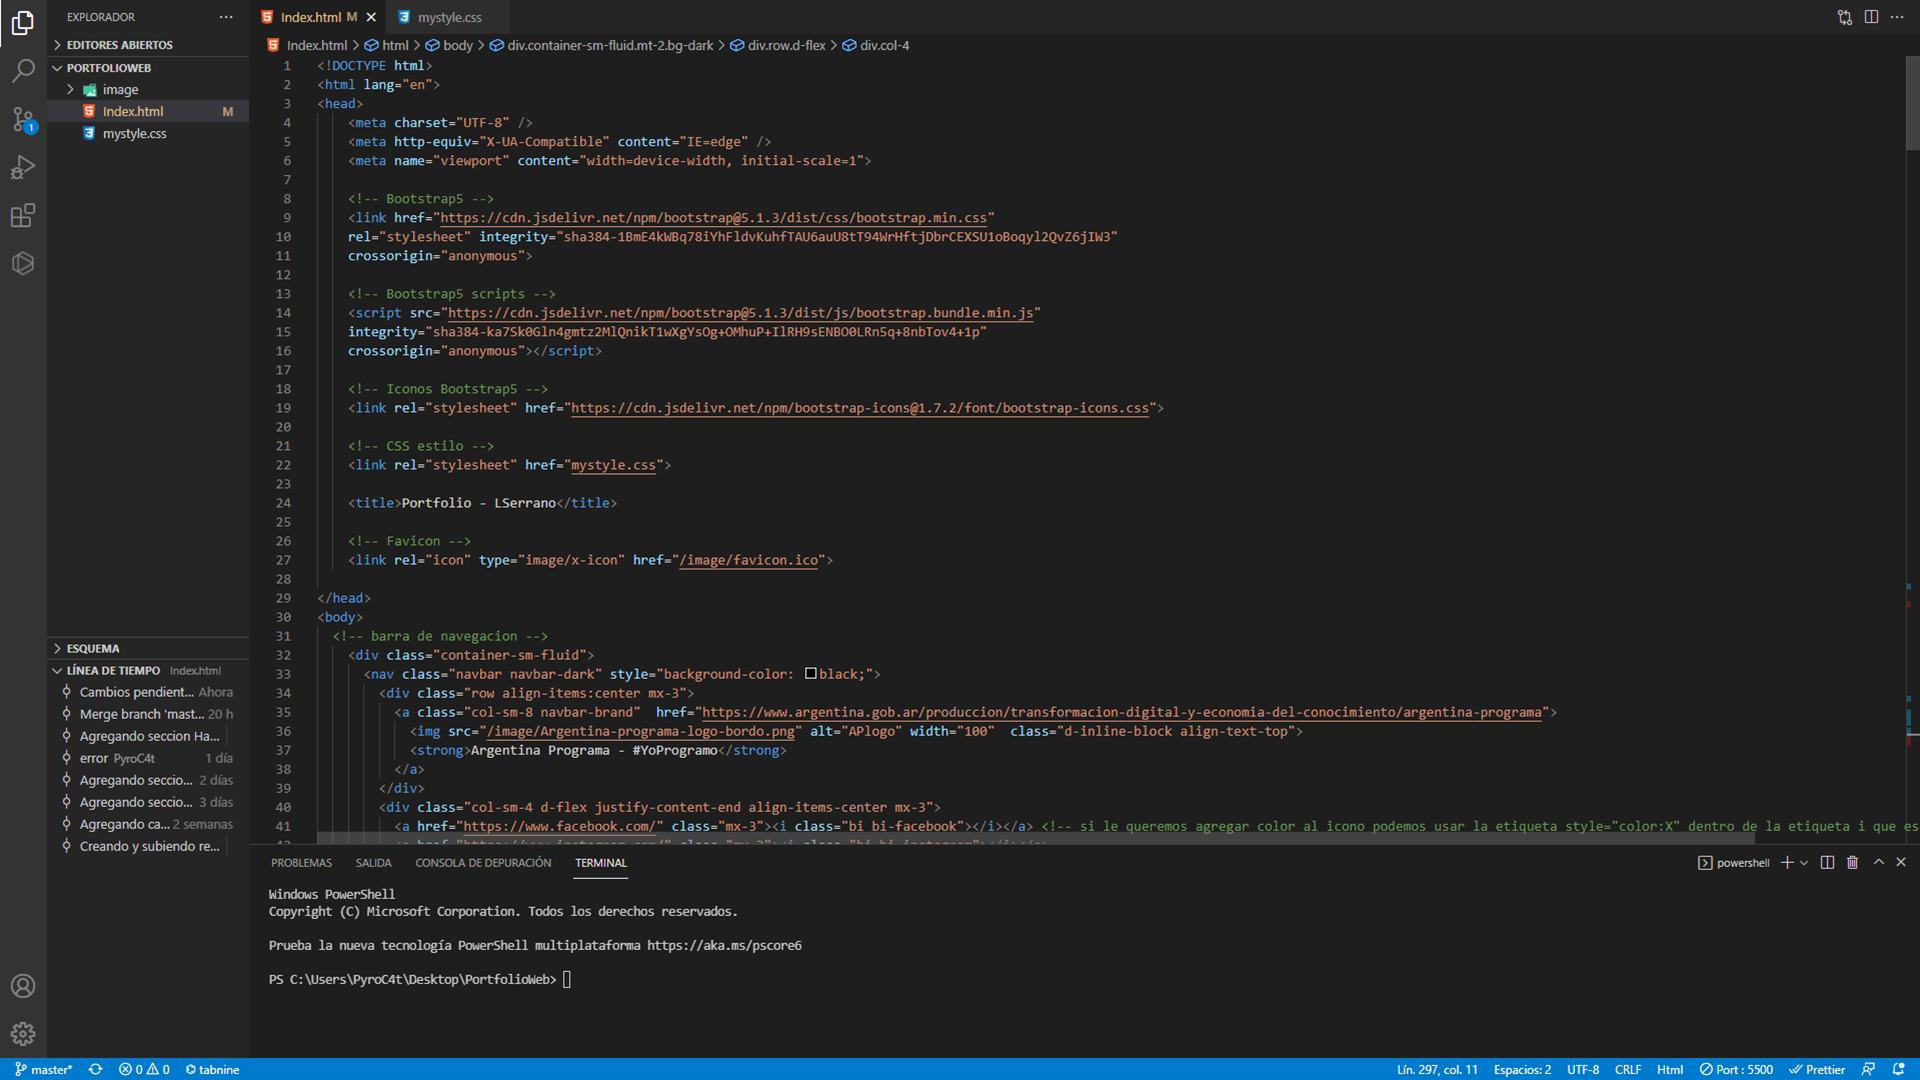 EXPLORADOR
EDITORES ABIERTOS
PORTFOLIOWEB
image
Index.html M
mystyle.css
1
ESQUEMA
LÍNEA DE TIEMPO Index.html
Cambios pendient... Ahora
Merge branch 'mast... 20 h
Agregando seccion Ha...
error PyroC4t 1 día
Agregando seccio... 2 días
Agregando seccio... 3 días
Agregando ca... 2 semanas
Creando y subiendo re...
Index.html M mystyle.css
Index.html > html > body > div.container-sm-fluid.mt-2.bg-dark > div.row.d-flex > div.col-4
1 <!DOCTYPE html>
2 <html lang="en">
3 <head>
4 <meta charset="UTF-8" />
5 <meta http-equiv="X-UA-Compatible" content="IE=edge" />
6 <meta name="viewport" content="width=device-width, initial-scale=1">
7
8 <!-- Bootstrap5 -->
9 <link href="https://cdn.jsdelivr.net/npm/bootstrap@5.1.3/dist/css/bootstrap.min.css"
10 rel="stylesheet" integrity="sha384-1BmE4kWBq78iYhFldvKuhfTAU6auU8tT94WrHftjDbrCEXSU1oBoqyl2QvZ6jIW3"
11 crossorigin="anonymous">
12
13 <!-- Bootstrap5 scripts -->
14 <script src="https://cdn.jsdelivr.net/npm/bootstrap@5.1.3/dist/js/bootstrap.bundle.min.js"
15 integrity="sha384-ka7Sk0Gln4gmtz2MlQnikT1wXgYsOg+OMhuP+IlRH9sENBO0LRn5q+8nbTov4+1p"
16 crossorigin="anonymous"></script>
17
18 <!-- Iconos Bootstrap5 -->
19 <link rel="stylesheet" href="https://cdn.jsdelivr.net/npm/bootstrap-icons@1.7.2/font/bootstrap-icons.css">
20
21 <!-- CSS estilo -->
22 <link rel="stylesheet" href="mystyle.css">
23
24 <title>Portfolio - LSerrano</title>
25
26 <!-- Favicon -->
27 <link rel="icon" type="image/x-icon" href="/image/favicon.ico">
28
29 </head>
30 <body>
31 <!-- barra de navegacion -->
32 <div class="container-sm-fluid">
33 <nav class="navbar navbar-dark" style="background-color: black;">
34 <div class="row align-items:center mx-3">
35 <a class="col-sm-8 navbar-brand"  href="https://www.argentina.gob.ar/produccion/transformacion-digital-y-economia-del-conocimiento/argentina-programa">
36 <img src="/image/Argentina-programa-logo-bordo.png" alt="APlogo" width="100"  class="d-inline-block align-text-top">
37 <strong>Argentina Programa - #YoProgramo</strong>
38 </a>
39 </div>
40 <div class="col-sm-4 d-flex justify-content-end align-items-center mx-3">
41 <a href="https://www.facebook.com/" class="mx-3"><i class="bi bi-facebook"></i></a> <!-- si le queremos agregar color al icono podemos usar la etiqueta style="color:X" dentro de la etiqueta i que es
42 <a href="https://www.instagram.com/" class="mx-3"><i class="bi bi-instagram"></i></a>
PROBLEMAS SALIDA CONSOLA DE DEPURACIÓN TERMINAL
powershell
Windows PowerShell
Copyright (C) Microsoft Corporation. Todos los derechos reservados.
Prueba la nueva tecnología PowerShell multiplataforma https://aka.ms/pscore6
PS C:\Users\PyroC4t\Desktop\PortfolioWeb>
master* 0 0 tabnine
Lín. 297, col. 11 Espacios: 2 UTF-8 CRLF Html Port : 5500 Prettier